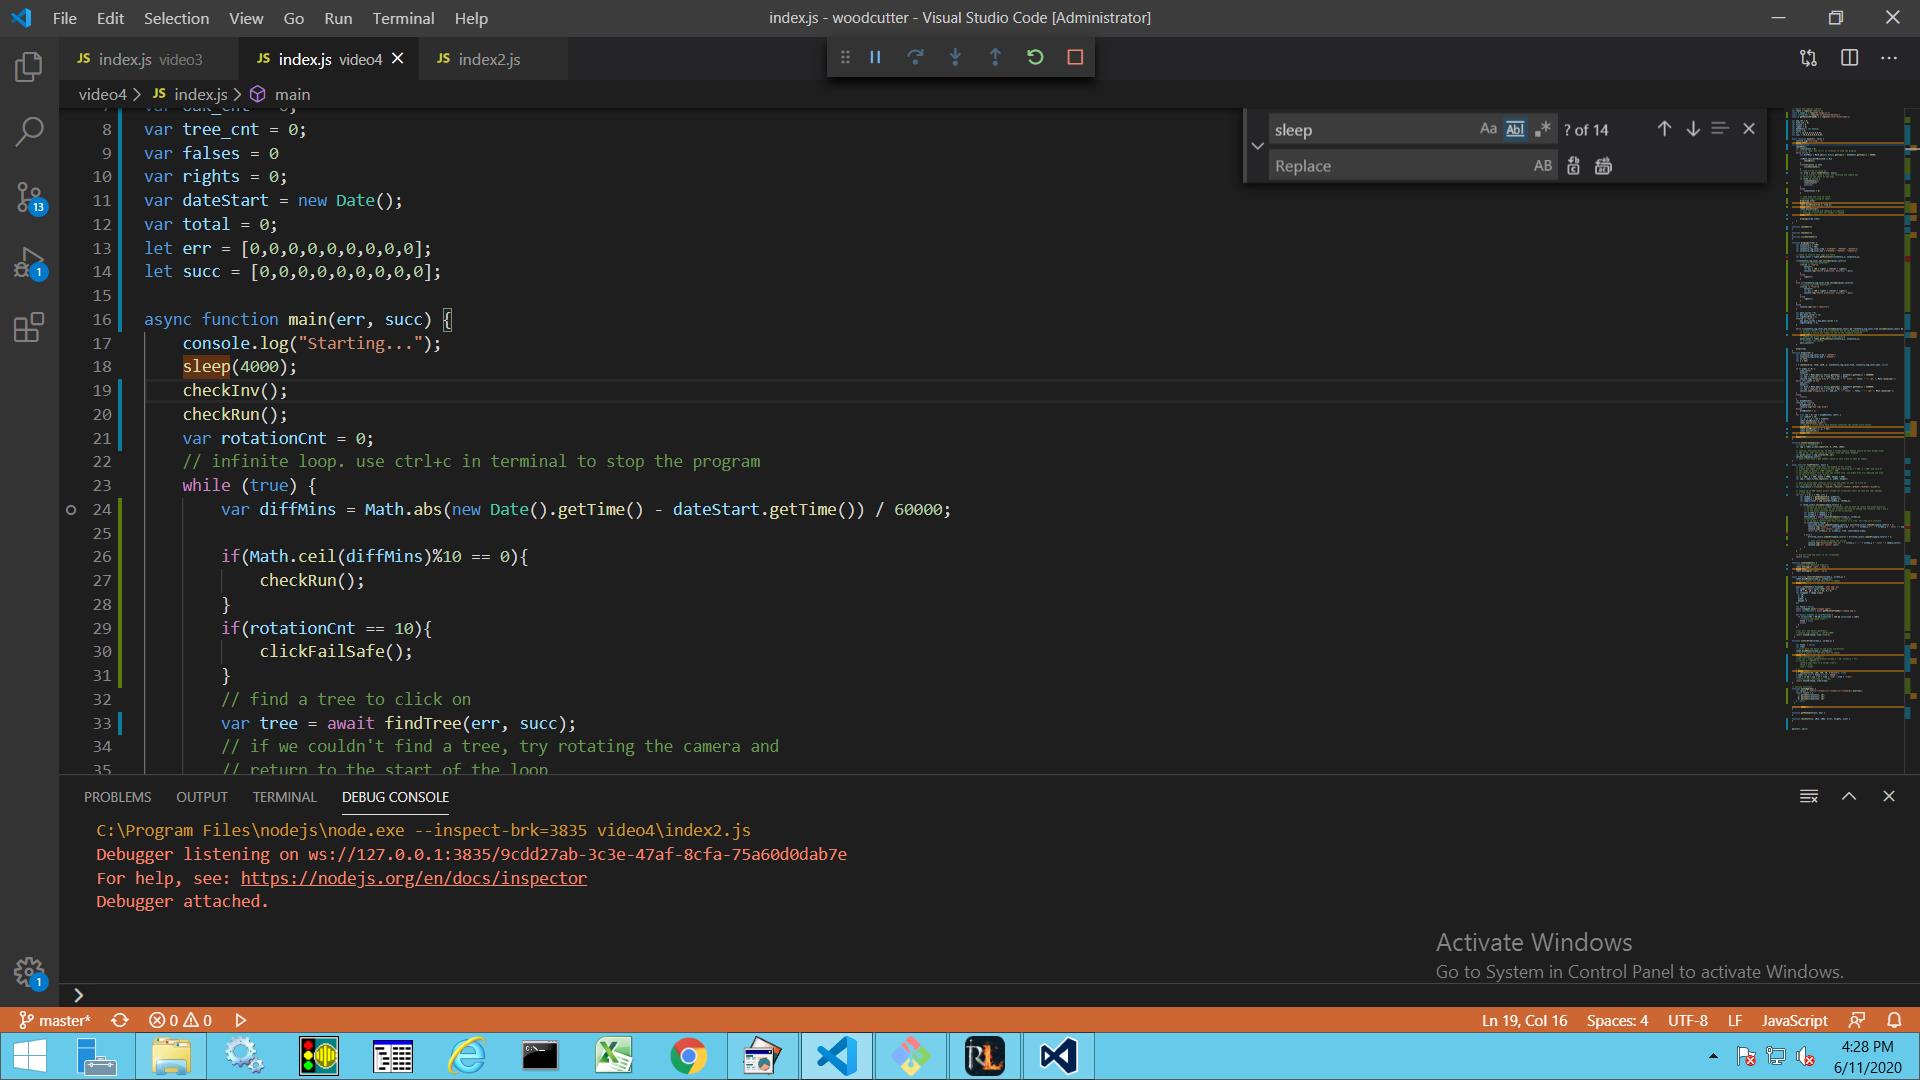 File Edit Selection View Go Run Terminal Help
index.js - woodcutter - Visual Studio Code [Administrator]
JS index.js video3
JS index.js video4
JS index2.js
video4 > JS index.js > main
8 var tree_cnt = 0;
9 var falses = 0
10 var rights = 0;
11 var dateStart = new Date();
12 var total = 0;
13 let err = [0,0,0,0,0,0,0,0,0];
14 let succ = [0,0,0,0,0,0,0,0,0];
15
16 async function main(err, succ) {
17 console.log("Starting...");
18 sleep(4000);
19 checkInv();
20 checkRun();
21 var rotationCnt = 0;
22 // infinite loop. use ctrl+c in terminal to stop the program
23 while (true) {
24 var diffMins = Math.abs(new Date().getTime() - dateStart.getTime()) / 60000;
25
26 if(Math.ceil(diffMins)%10 == 0){
27 checkRun();
28 }
29 if(rotationCnt == 10){
30 clickFailSafe();
31 }
32 // find a tree to click on
33 var tree = await findTree(err, succ);
34 // if we couldn't find a tree, try rotating the camera and
35 // return to the start of the loop
sleep Aa Abl .* ? of 14
Replace AB
PROBLEMS OUTPUT TERMINAL DEBUG CONSOLE
C:\Program Files\nodejs\node.exe --inspect-brk=3835 video4\index2.js
Debugger listening on ws://127.0.0.1:3835/9cdd27ab-3c3e-47af-8cfa-75a60d0dab7e
For help, see: https://nodejs.org/en/docs/inspector
Debugger attached.
Activate Windows
Go to System in Control Panel to activate Windows.
13
1
1
master* 0 0
Ln 19, Col 16 Spaces: 4 UTF-8 LF JavaScript
4:28 PM
6/11/2020